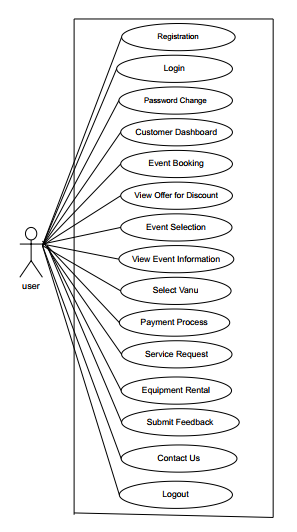 Registration
Login
Password Change
Customer Dashboard
Event Booking
View Offer for Discount
Event Selection
View Event Information
user
Select Vanu
Payment Process
Service Request
Equipment Rental
Submit Feedback
Contact Us
Logout